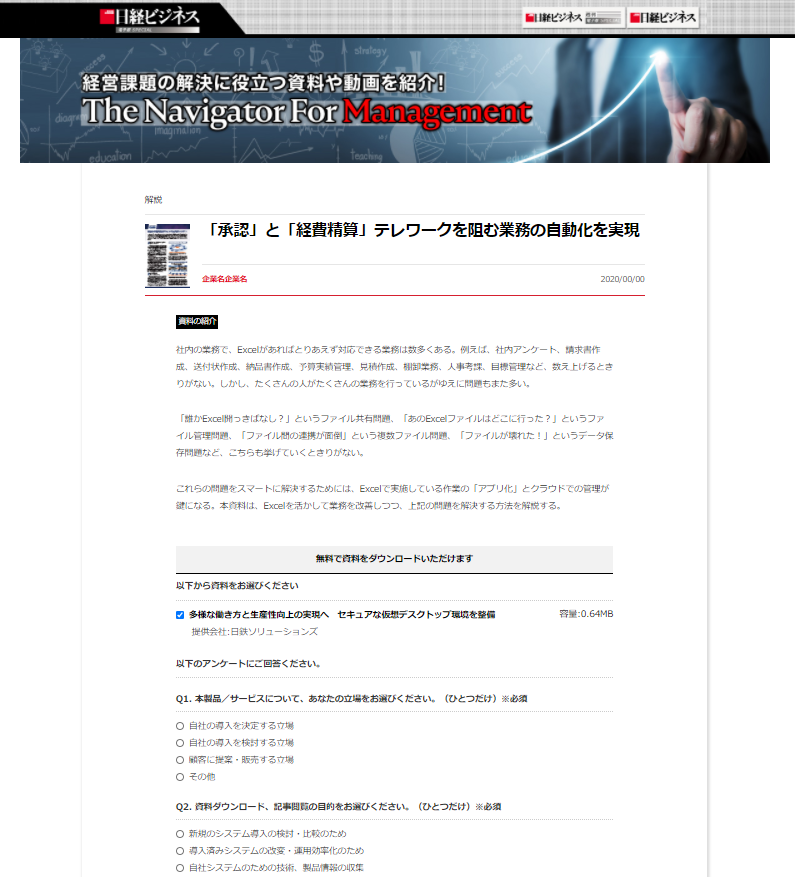 日経ビジネス
電子版 SPECIAL
日経ビジネス
日経ビジネス
経営課題の解決に役立つ資料や動画を紹介!
The Navigator For Management
strategy
diagram
imagination
education
teaching
解説
「承認」と「経費精算」テレワークを阻む業務の自動化を実現
企業名企業名
2020/00/00
資料の紹介
社内の業務で、Excelがあればとりあえず対応できる業務は数多くある。例えば、社内アンケート、請求書作
成、送付状作成、納品書作成、予算実績管理、見積作成、棚卸業務、人事考課、目標管理など、数え上げるとき
りがない。しかし、たくさんの人がたくさんの業務を行っているがゆえに問題もまた多い。
「誰かExcel開っきぱなし?」というファイル共有問題、「あのExcelファイルはどこに行った?」というファ
イル管理問題、「ファイル間の連携が面倒」という複数ファイル問題、「ファイルが壊れた!」というデータ保
存問題など、こちらも挙げていくときりがない。
これらの問題をスマートに解決するためには、Excelで実施している作業の「アプリ化」とクラウドでの管理が
鍵になる。本資料は、Excelを活かして業務を改善しつつ、上記の問題を解決する方法を解説する。
無料で資料をダウンロードいただけます
以下から資料をお選びください
多様な働き方と生産性向上の実現へ　セキュアな仮想デスクトップ環境を整備
容量:0.64MB
提供会社:日鉄ソリューションズ
以下のアンケートにご回答ください。
Q1. 本製品／サービスについて、あなたの立場をお選びください。（ひとつだけ）※必須
自社の導入を決定する立場
自社の導入を検討する立場
顧客に提案・販売する立場
その他
Q2. 資料ダウンロード、記事閲覧の目的をお選びください。（ひとつだけ）※必須
新規のシステム導入の検討・比較のため
導入済みシステムの改変・運用効率化のため
自社システムのための技術、製品情報の収集